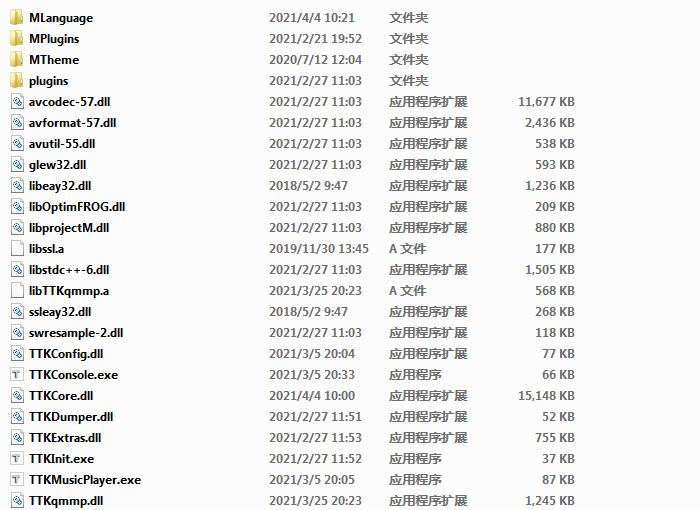 MLanguage 2021/4/4 10:21 文件夹
MPlugins 2021/2/21 19:52 文件夹
MTheme 2020/7/12 12:04 文件夹
plugins 2021/2/27 11:03 文件夹
avcodec-57.dll 2021/2/27 11:03 应用程序扩展 11,677 KB
avformat-57.dll 2021/2/27 11:03 应用程序扩展 2,436 KB
avutil-55.dll 2021/2/27 11:03 应用程序扩展 538 KB
glew32.dll 2021/2/27 11:03 应用程序扩展 593 KB
libeay32.dll 2018/5/2 9:47 应用程序扩展 1,236 KB
libOptimFROG.dll 2021/2/27 11:03 应用程序扩展 209 KB
libprojectM.dll 2021/2/27 11:03 应用程序扩展 880 KB
libssl.a 2019/11/30 13:45 A 文件 177 KB
libstdc++-6.dll 2021/2/27 11:03 应用程序扩展 1,505 KB
libTTKqmmp.a 2021/3/25 20:23 A 文件 568 KB
ssleay32.dll 2018/5/2 9:47 应用程序扩展 268 KB
swresample-2.dll 2021/2/27 11:03 应用程序扩展 118 KB
TTKConfig.dll 2021/3/5 20:04 应用程序扩展 77 KB
TTKConsole.exe 2021/3/5 20:33 应用程序 66 KB
TTKCore.dll 2021/4/4 10:00 应用程序扩展 15,148 KB
TTKDumper.dll 2021/2/27 11:51 应用程序扩展 52 KB
TTKExtras.dll 2021/2/27 11:53 应用程序扩展 755 KB
TTKInit.exe 2021/2/27 11:52 应用程序 37 KB
TTKMusicPlayer.exe 2021/3/5 20:05 应用程序 87 KB
TTKqmmp.dll 2021/3/25 20:23 应用程序扩展 1,245 KB